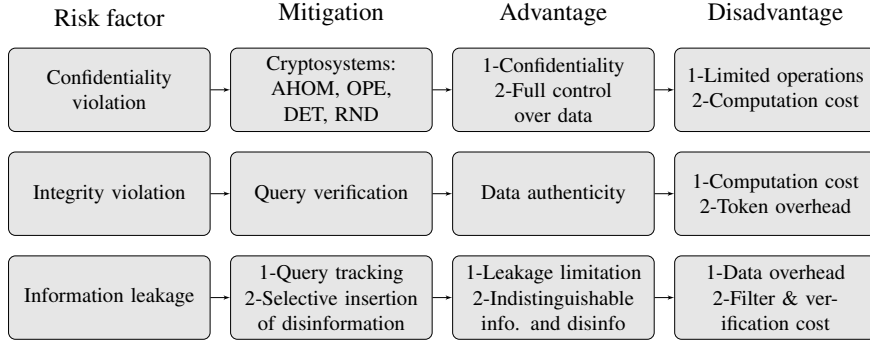 Risk factor
Mitigation
Advantage
Disadvantage
Confidentiality
violation
Cryptosystems:
AHOM, OPE,
DET, RND
1-Confidentiality
2-Full control
over data
1-Limited operations
2-Computation cost
Integrity violation
Query verification
Data authenticity
1-Computation cost
2-Token overhead
Information leakage
1-Query tracking
2-Selective insertion
of disinformation
1-Leakage limitation
2-Indistinguishable
info. and disinfo
1-Data overhead
2-Filter & ver-
ification cost